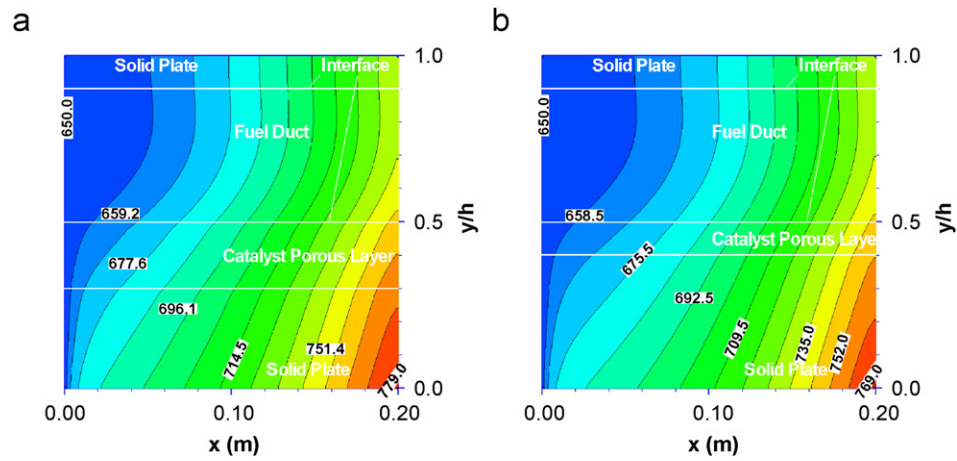 a
Solid Plate
Interface
650.0
Fuel Duct
659.2
677.6
Catalyst Porous Layer
696.1
714.5
751.4
Solid Plate
779.0
1.0
0.5
0.0
y/h
0.00
0.10
0.20
x (m)
b
Solid Plate
Interface
650.0
Fuel Duct
658.5
675.5
Catalyst Porous Laye
692.5
709.5
735.0
752.0
Solid Plate
769.0
1.0
0.5
0.0
y/h
0.00
0.10
0.20
x (m)